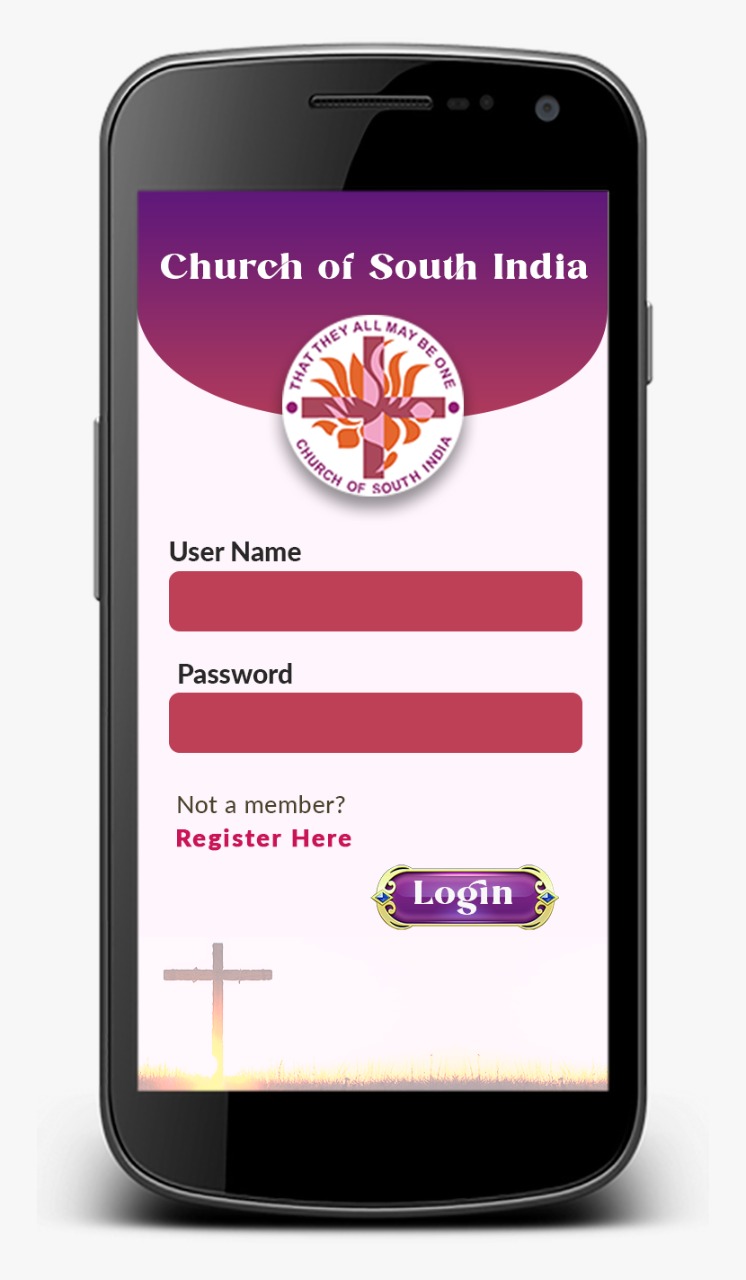 Church of South India
THAT THEY ALL MAY BE ONE
CHURCH OF SOUTH INDIA
User Name
Password
Not a member?
Register Here
Login